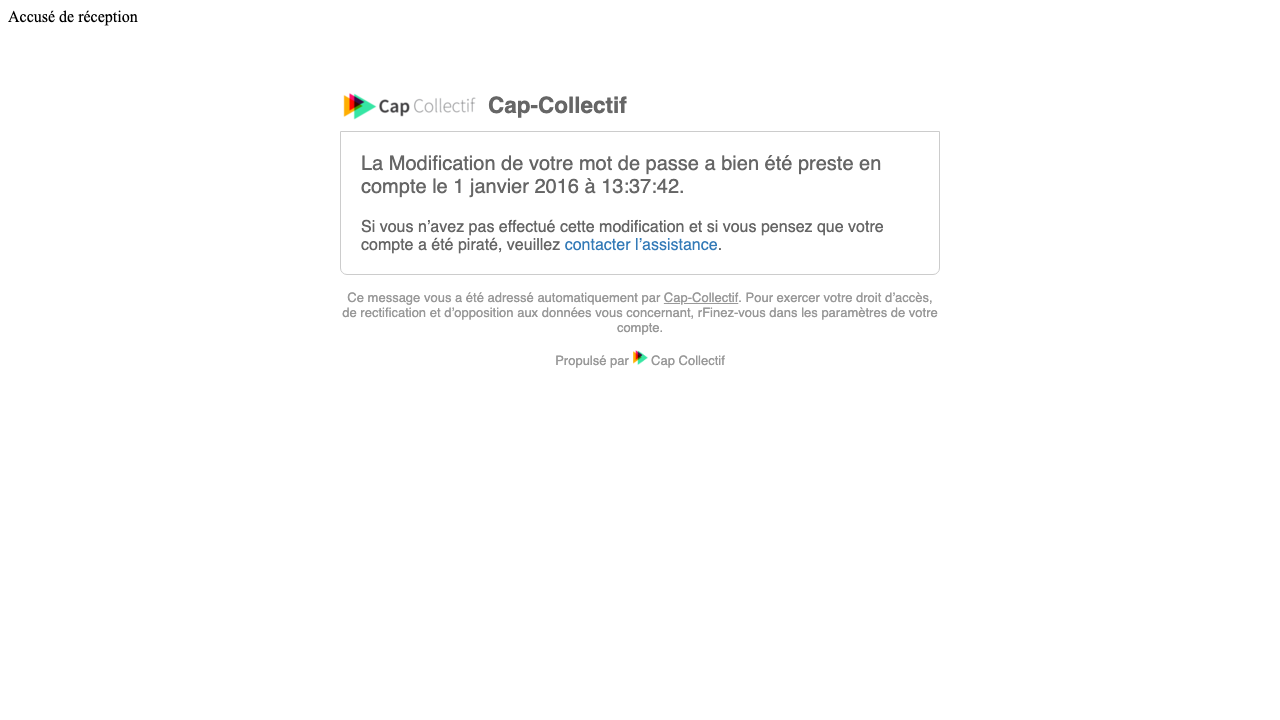 Accusé de réception
Cap Collectif Cap-Collectif
La Modification de votre mot de passe a bien été preste en
compte le 1 janvier 2016 à 13:37:42.
Si vous n’avez pas effectué cette modification et si vous pensez que votre
compte a été piraté, veuillez contacter l’assistance.
Ce message vous a été adressé automatiquement par Cap-Collectif. Pour exercer votre droit d’accès,
de rectification et d’opposition aux données vous concernant, rFinez-vous dans les paramètres de votre
compte.
Propulsé par Cap Collectif